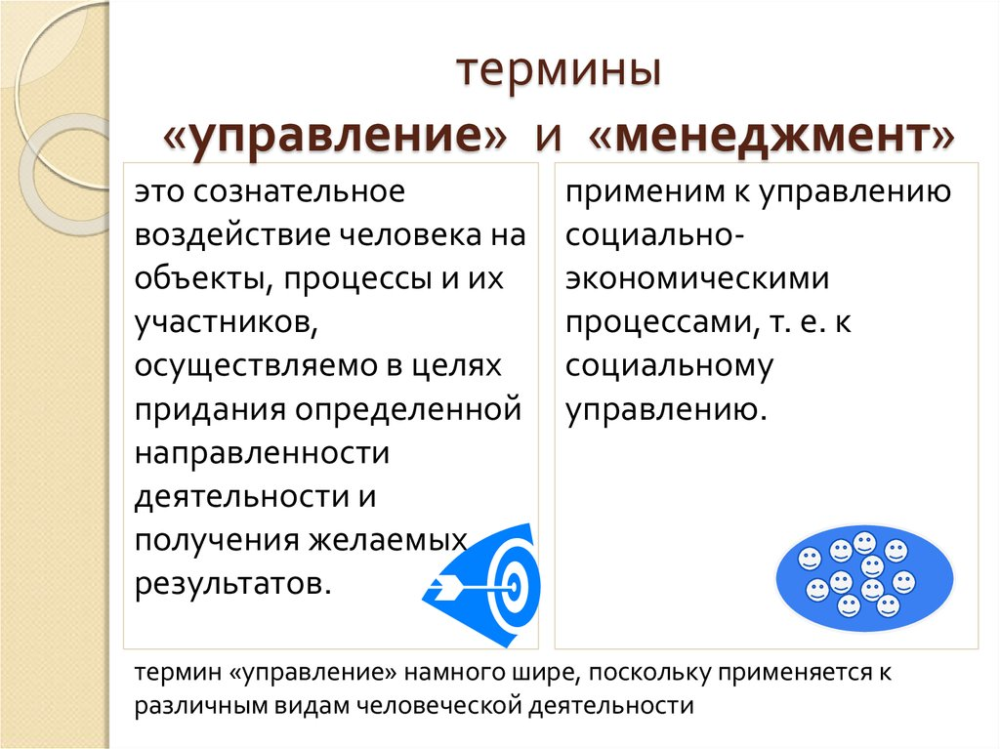 термины
«управление» и «менеджмент»
это сознательное
воздействие человека на
объекты, процессы и их
участников,
осуществляемо в целях
придания определенной
направленности
деятельности и
получения желаемых
результатов.
применим к управлению
социально-
экономическими
процессами, т. е. к
социальному
управлению.
термин «управление» намного шире, поскольку применяется к
различным видам человеческой деятельности